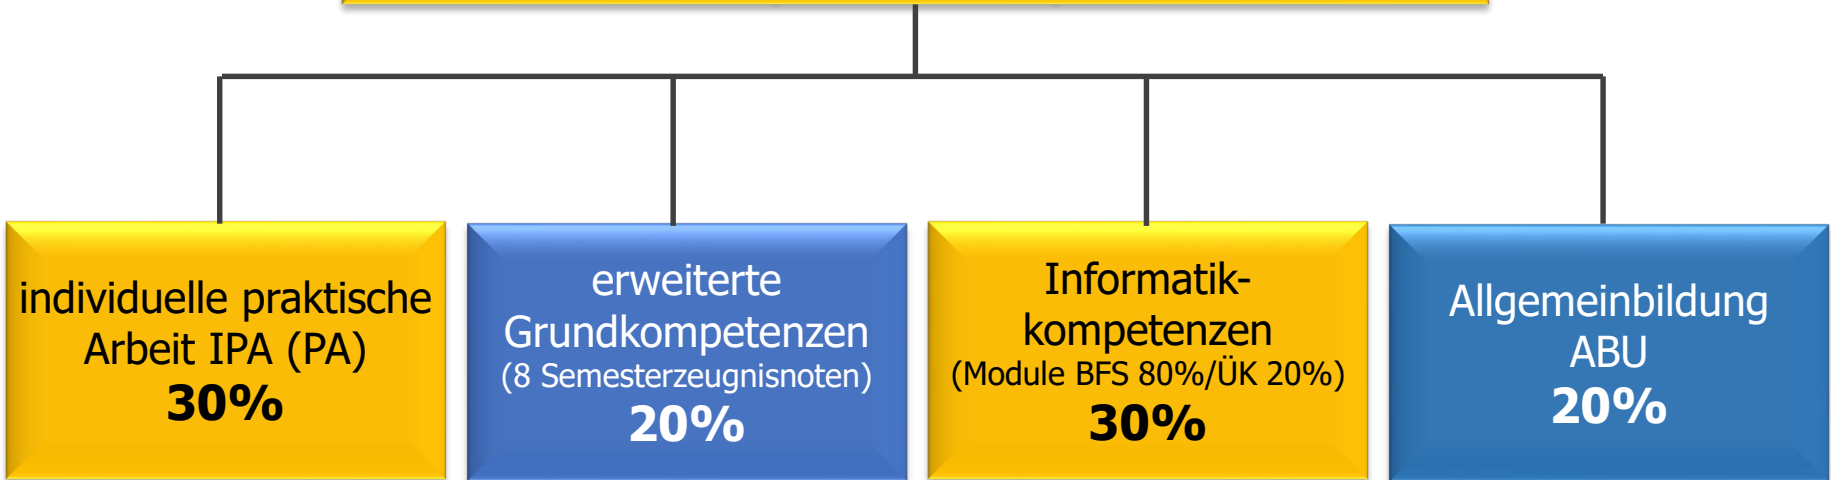 individuelle praktische
Arbeit IPA (PA)
30%
erweiterte
Grundkompetenzen
(8 Semesterzeugnisnoten)
20%
Informatik-
kompetenzen
(Module BFS 80%/ÜK 20%)
30%
Allgemeinbildung
ABU
20%